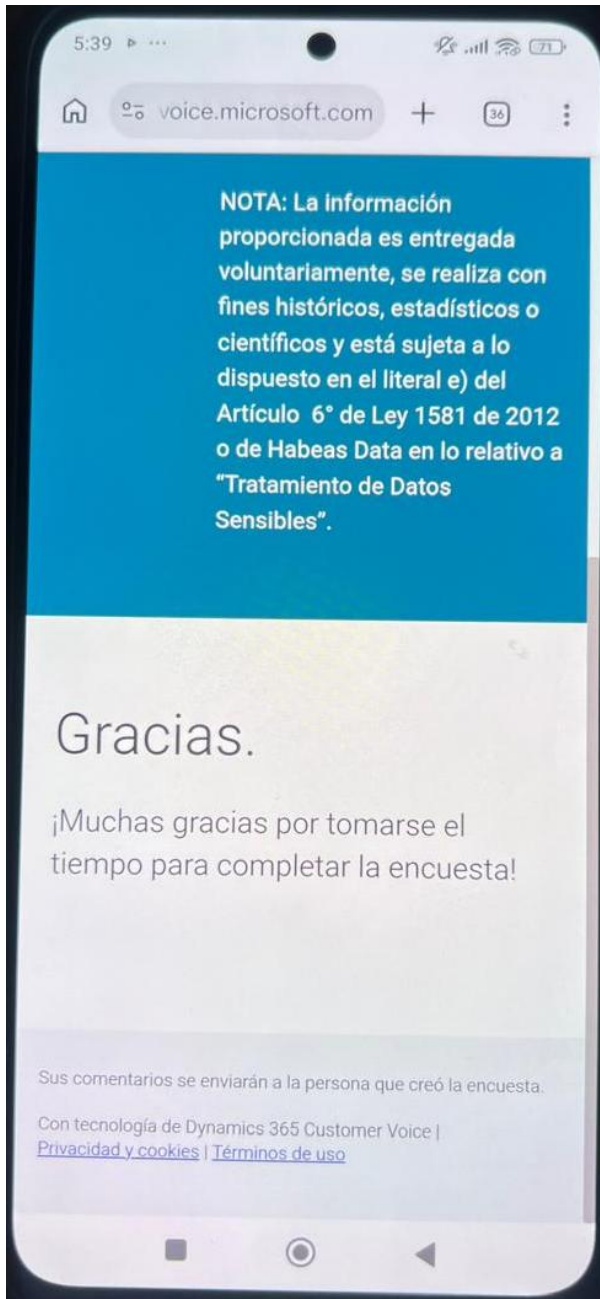 5:39 ...
71
voice.microsoft.com
36
NOTA: La información
proporcionada es entregada
voluntariamente, se realiza con
fines históricos, estadísticos o
científicos y está sujeta a lo
dispuesto en el literal e) del
Artículo 6° de Ley 1581 de 2012
o de Habeas Data en lo relativo a
“Tratamiento de Datos
Sensibles”.
Gracias.
¡Muchas gracias por tomarse el
tiempo para completar la encuesta!
Sus comentarios se enviarán a la persona que creó la encuesta.
Con tecnología de Dynamics 365 Customer Voice |
Privacidad y cookies | Términos de uso